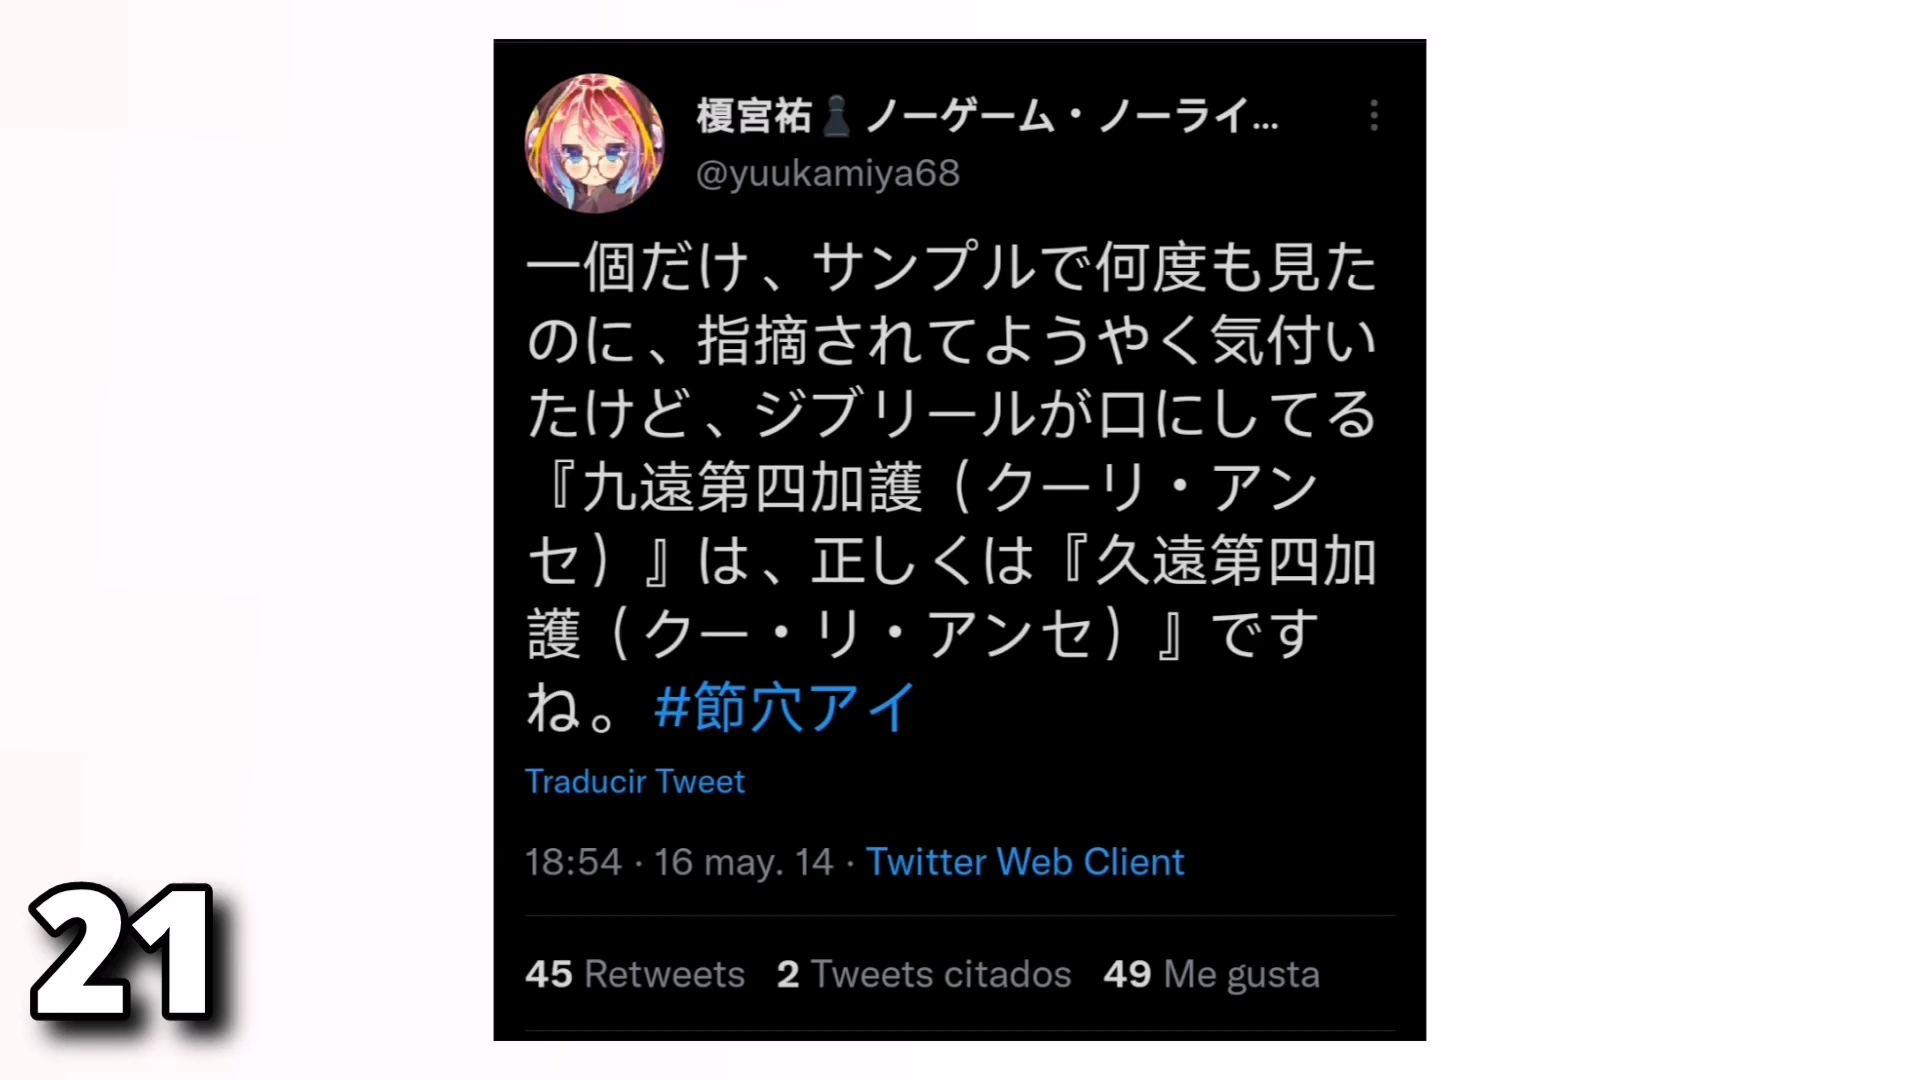 榎宮祐♟ノーゲーム・ノーライ...
@yuukamiya68
一個だけ、サンプルで何度も見た
のに、指摘されてようやく気付い
たけど、ジブリールが口にしてる
『九遠第四加護（クーリ・アン
セ）』は、正しくは『久遠第四加
護（クー・リ・アンセ）』です
ね。 #節穴アイ
Traducir Tweet
18:54 · 16 may. 14 · Twitter Web Client
45 Retweets 2 Tweets citados 49 Me gusta
21